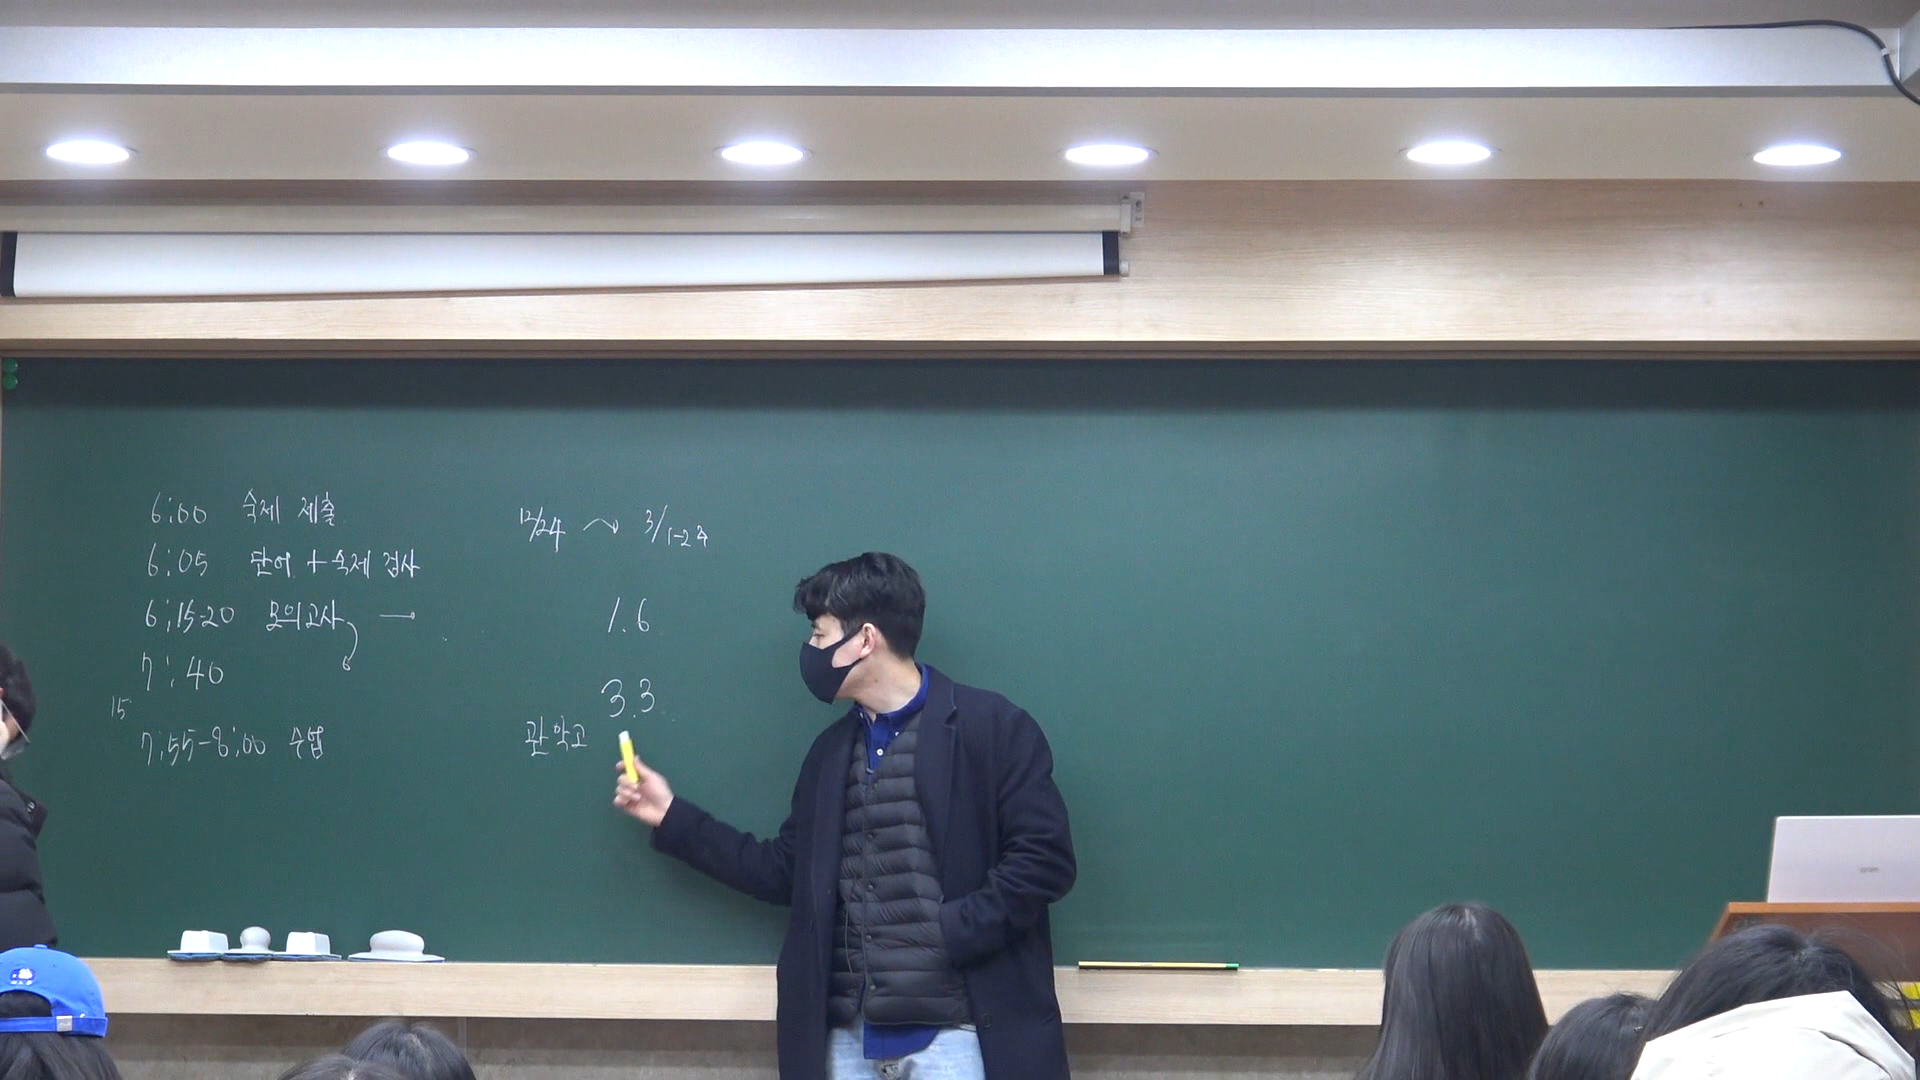 6:00 숙제 제출
6:05 단어 + 숙제 검사
6:15-20 모의고사 →
7:40
15
7:55-8:00 수업
12/24 ~ 3/1-2주
1.6
3.3
관악고